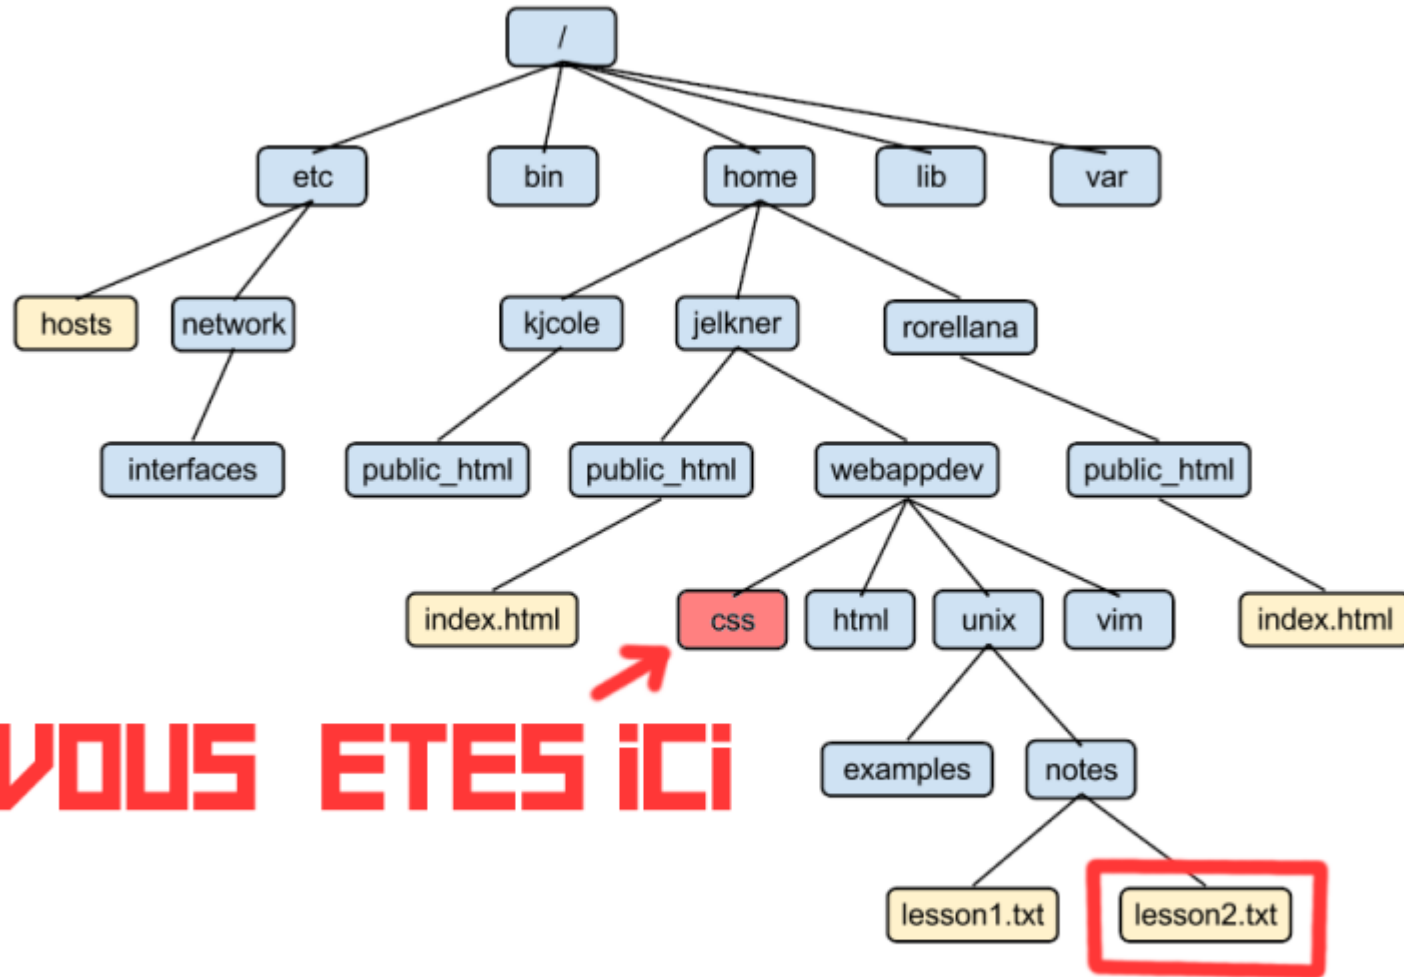 /
etc
bin
home
lib
var
hosts
network
kjcole
jelkner
rorellana
interfaces
public_html
public_html
webappdev
public_html
index.html
css
html
unix
vim
index.html
VOUS ETES iCi
examples
notes
lesson1.txt
lesson2.txt